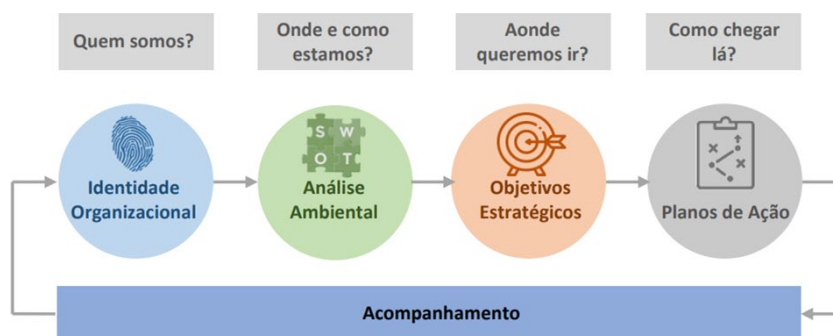 Quem somos?
Onde e como
estamos?
Aonde
queremos ir?
Como chegar
lá?
Identidade
Organizacional
S W
O T
Análise
Ambiental
Objetivos
Estratégicos
Planos de Ação
Acompanhamento